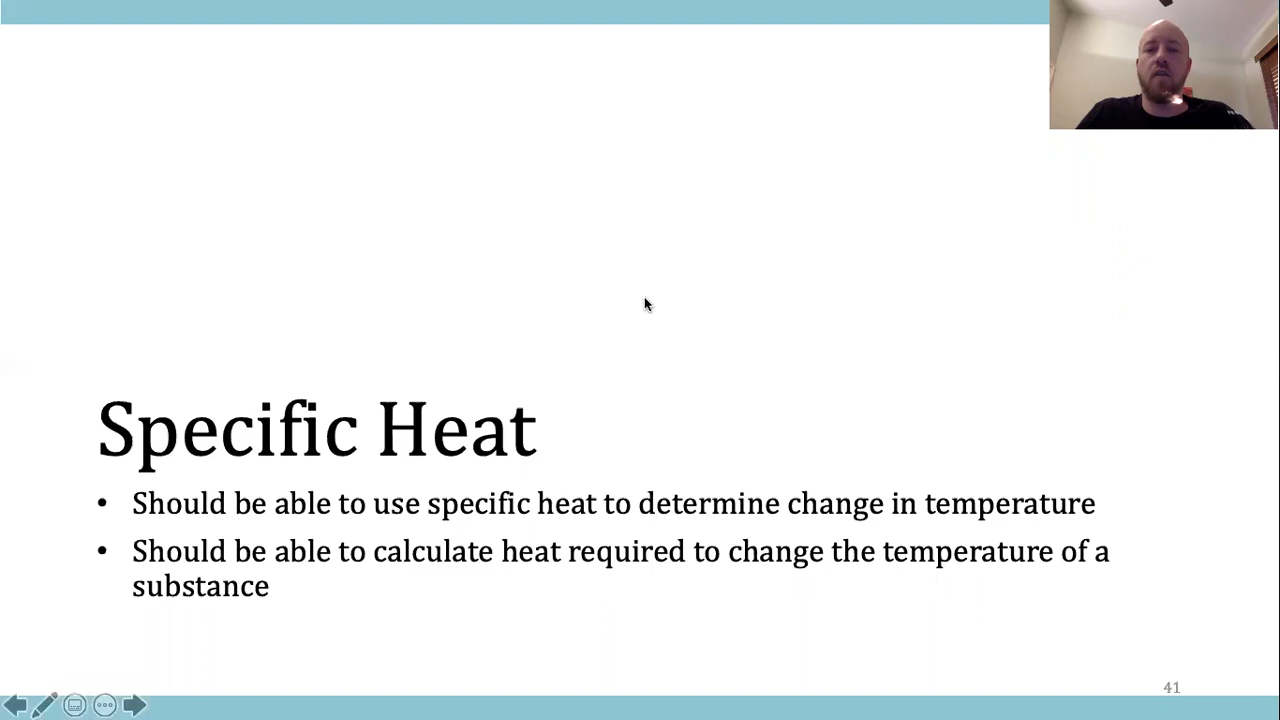 Specific Heat
• Should be able to use specific heat to determine change in temperature
• Should be able to calculate heat required to change the temperature of a
substance
41